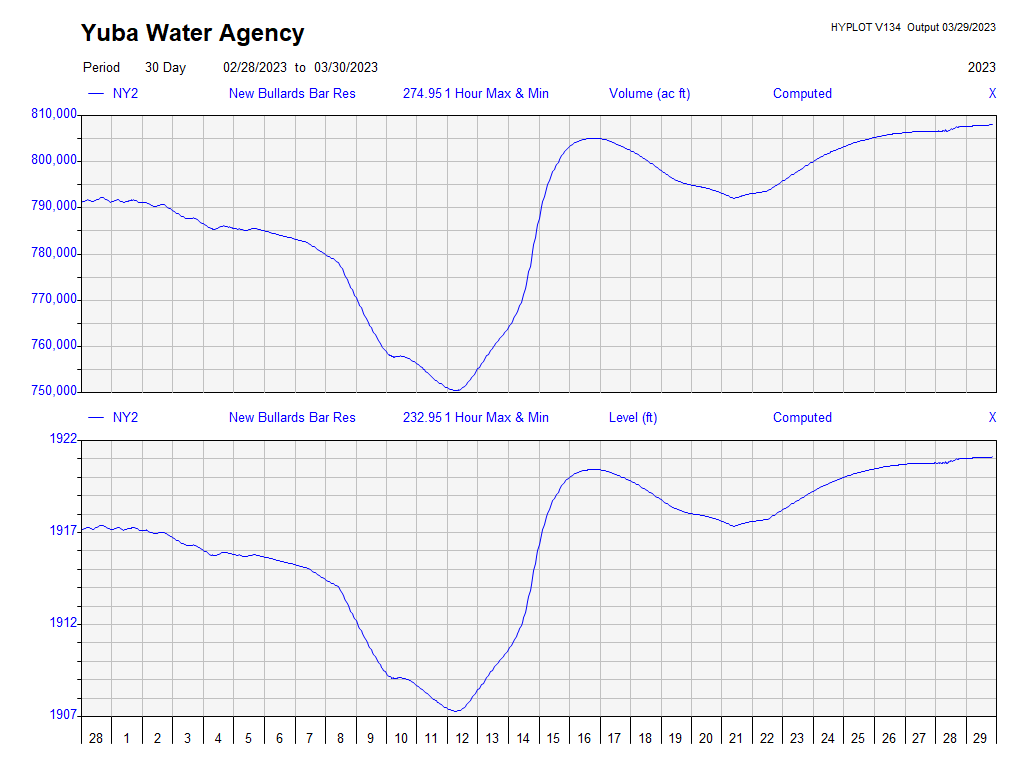 Yuba Water Agency
HYPLOT V134 Output 03/29/2023
Period 30 Day 02/28/2023 to 03/30/2023 2023
NY2 New Bullards Bar Res 274.95 1 Hour Max & Min Volume (ac ft) Computed X
810,000
800,000
790,000
780,000
770,000
760,000
750,000
NY2 New Bullards Bar Res 232.95 1 Hour Max & Min Level (ft) Computed X
1922
1917
1912
1907
28 1 2 3 4 5 6 7 8 9 10 11 12 13 14 15 16 17 18 19 20 21 22 23 24 25 26 27 28 29